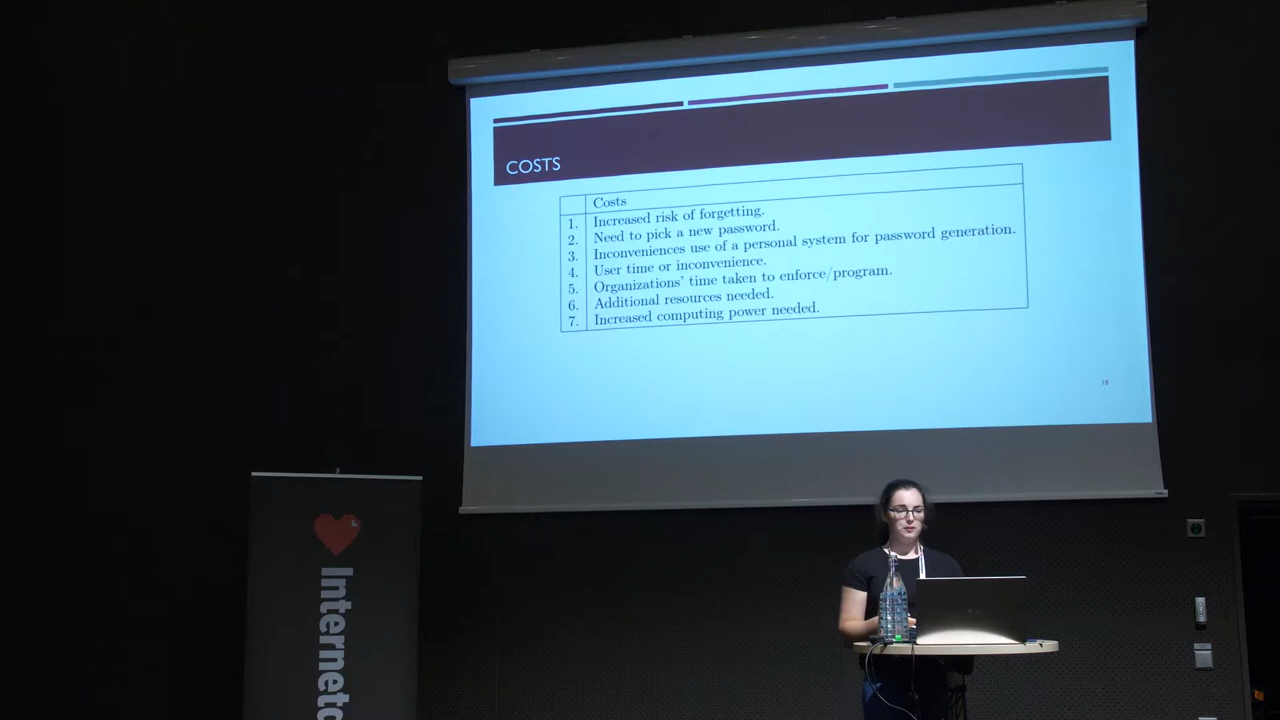 COSTS
Costs
1. Increased risk of forgetting.
2. Need to pick a new password.
3. Inconveniences use of a personal system for password generation.
4. User time or inconvenience.
5. Organizations' time taken to enforce/program.
6. Additional resources needed.
7. Increased computing power needed.
Internetd